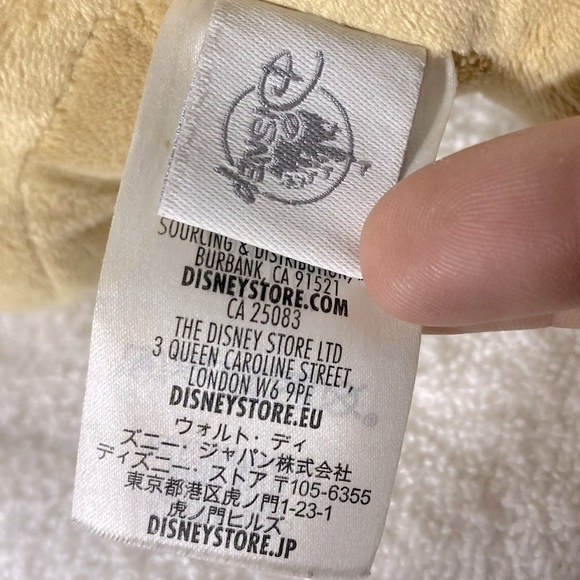 DISNEY
SOURCING & DISTRIBUTION,
BURBANK, CA 91521
DISNEYSTORE.COM
CA 25083
THE DISNEY STORE LTD
3 QUEEN CAROLINE STREET,
LONDON W6 9PE
DISNEYSTORE.EU
ウォルト・ディ
ズニー・ジャパン株式会社
ディズニー・ストア 〒105-6355
東京都港区虎ノ門1-23-1
虎ノ門ヒルズ
DISNEYSTORE.JP